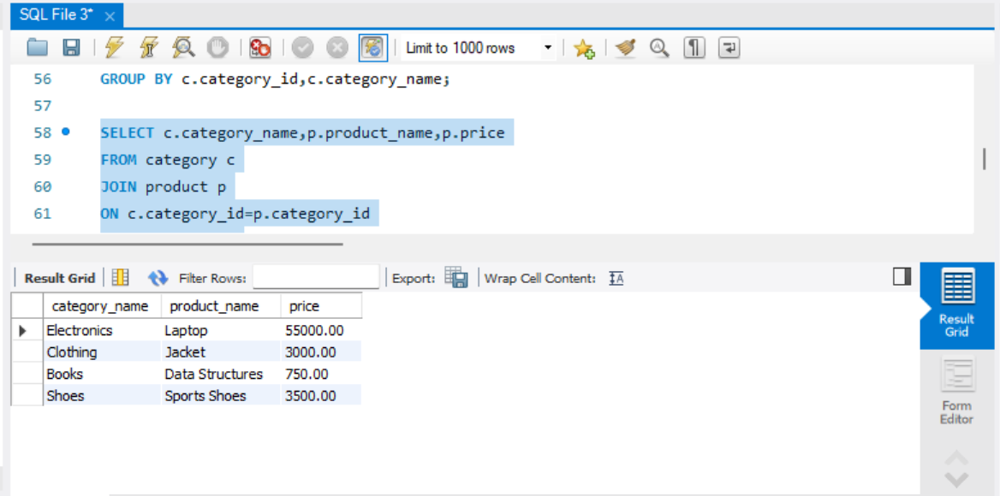 SQL File 3* ×
Limit to 1000 rows
56 GROUP BY c.category_id,c.category_name;
57
58 SELECT c.category_name,p.product_name,p.price
59 FROM category c
60 JOIN product p
61 ON c.category_id=p.category_id
Result Grid Filter Rows: Export: Wrap Cell Content: IA
category_name product_name price
Electronics Laptop 55000.00
Clothing Jacket 3000.00
Books Data Structures 750.00
Shoes Sports Shoes 3500.00
Result
Grid
Form
Editor